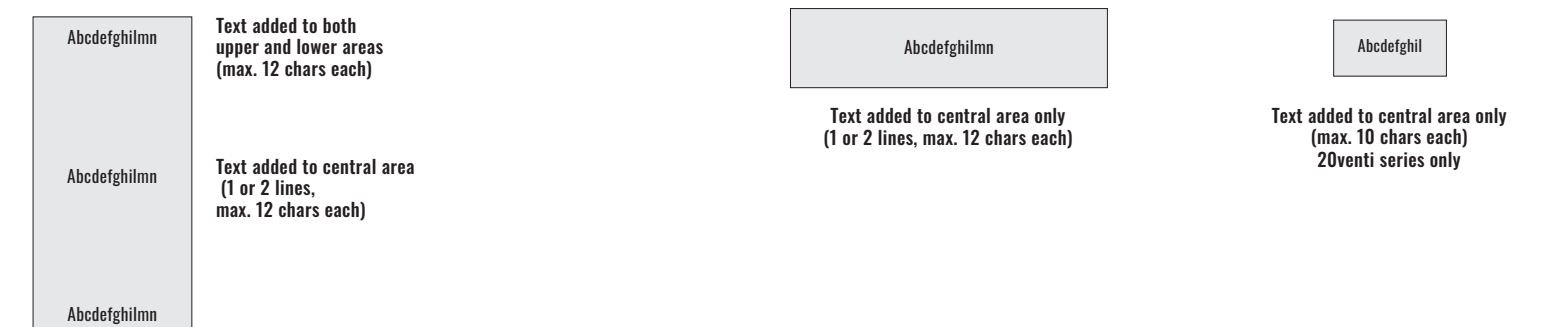 Abcdefghilmn
Text added to both
upper and lower areas
(max. 12 chars each)
Abcdefghilmn
Text added to central area
(1 or 2 lines,
max. 12 chars each)
Abcdefghilmn
Abcdefghilmn
Text added to central area only
(1 or 2 lines, max. 12 chars each)
Abcdefghil
Text added to central area only
(max. 10 chars each)
20venti series only